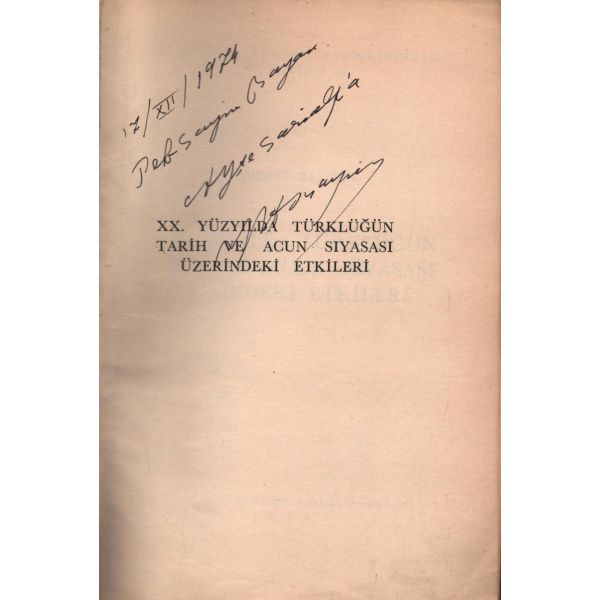 17/XII/1974
Pek Sayın Bayan
Ayşe Sarıalp'a
XX. YÜZYILDA TÜRKLÜĞÜN
TARİH VE ACUN SIYASASI
ÜZERİNDEKİ ETKİLERİ